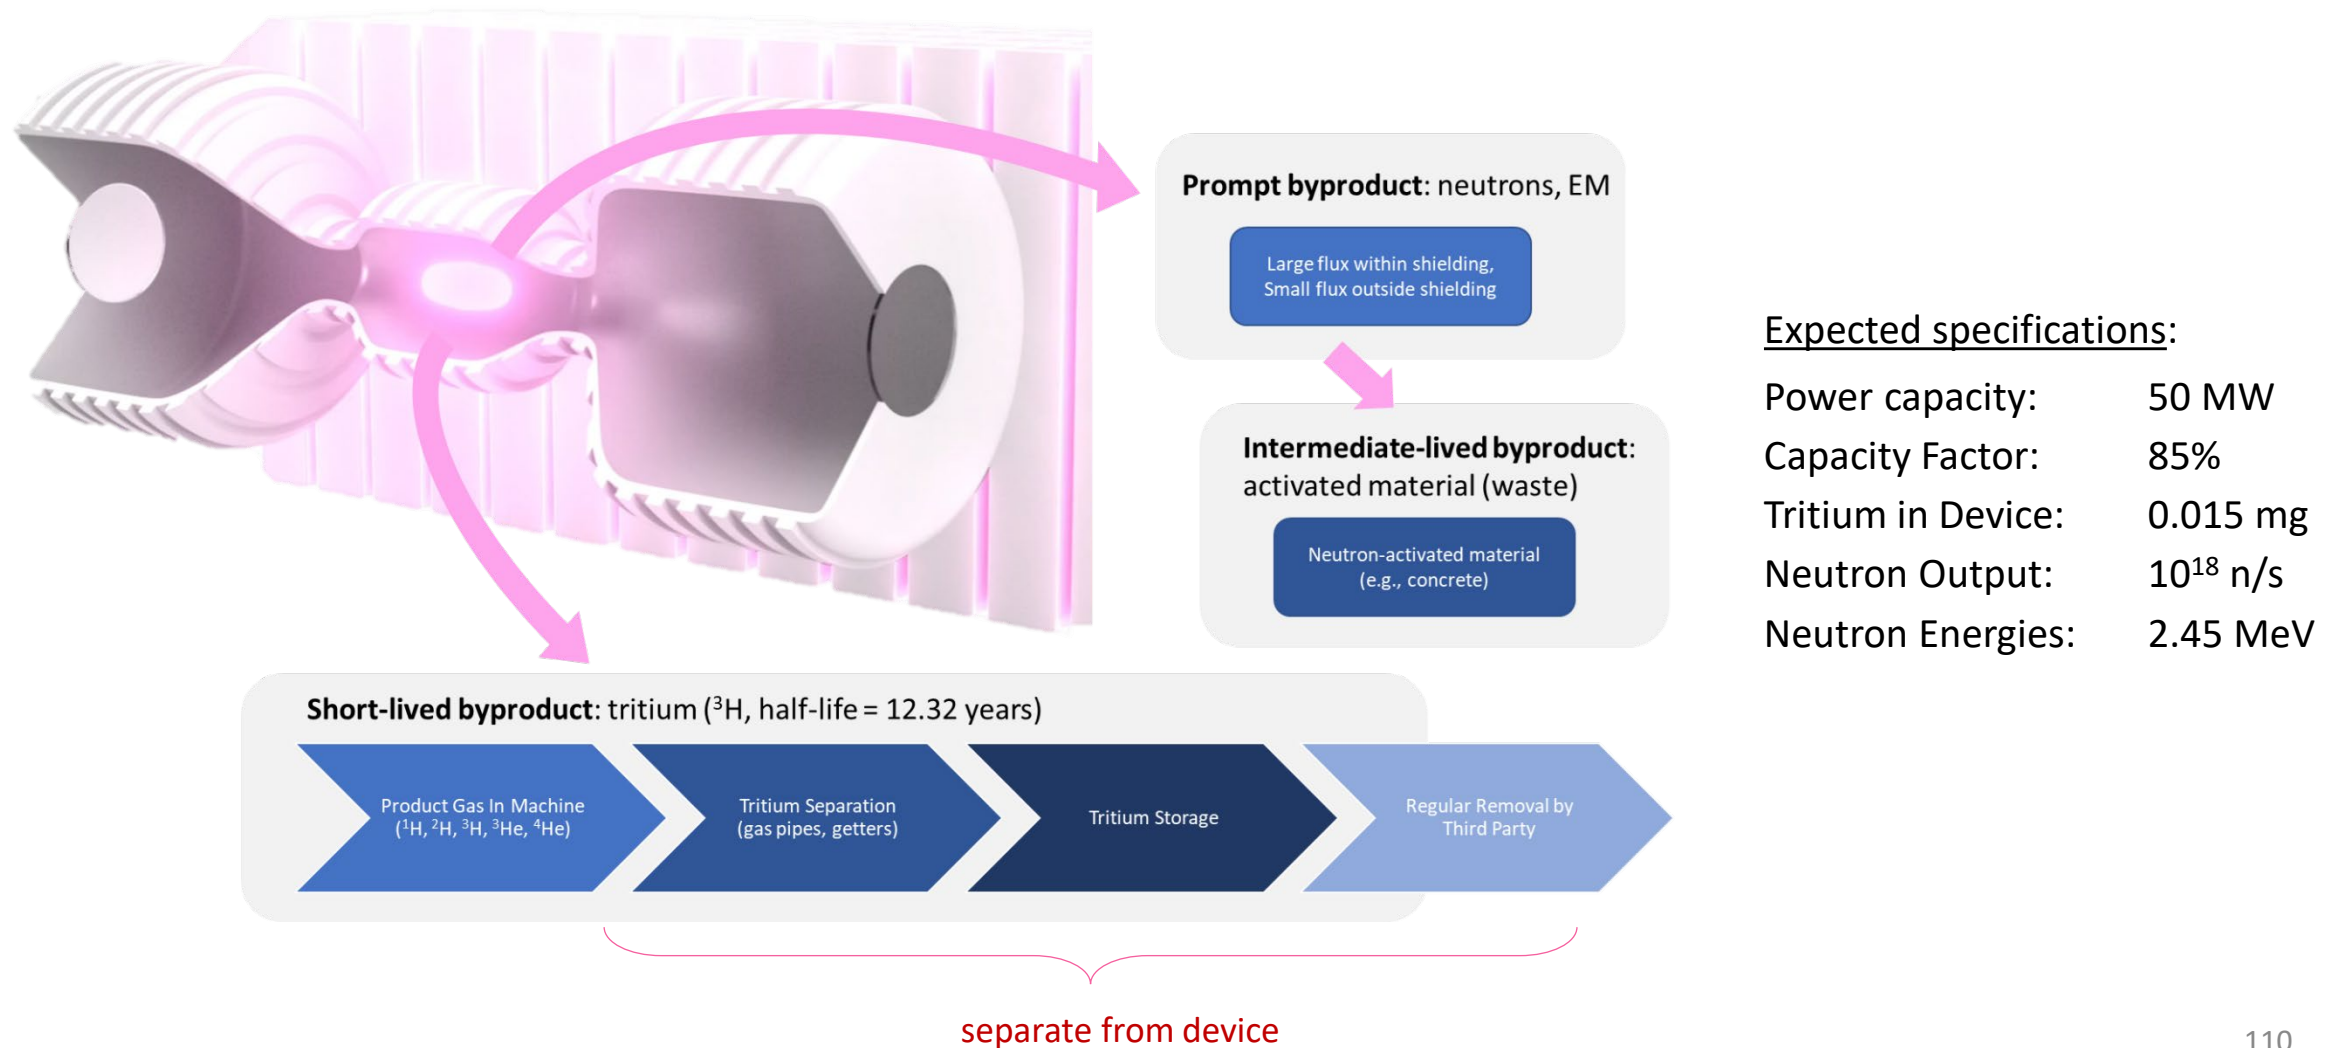 Prompt byproduct: neutrons, EM
Large flux within shielding,
Small flux outside shielding
Intermediate-lived byproduct:
activated material (waste)
Neutron-activated material
(e.g., concrete)
Expected specifications:
Power capacity: 50 MW
Capacity Factor: 85%
Tritium in Device: 0.015 mg
Neutron Output: 10¹⁸ n/s
Neutron Energies: 2.45 MeV
Short-lived byproduct: tritium (³H, half-life = 12.32 years)
Product Gas In Machine
(¹H, ²H, ³H, ³He, ⁴He)
Tritium Separation
(gas pipes, getters)
Tritium Storage
Regular Removal by
Third Party
separate from device
110